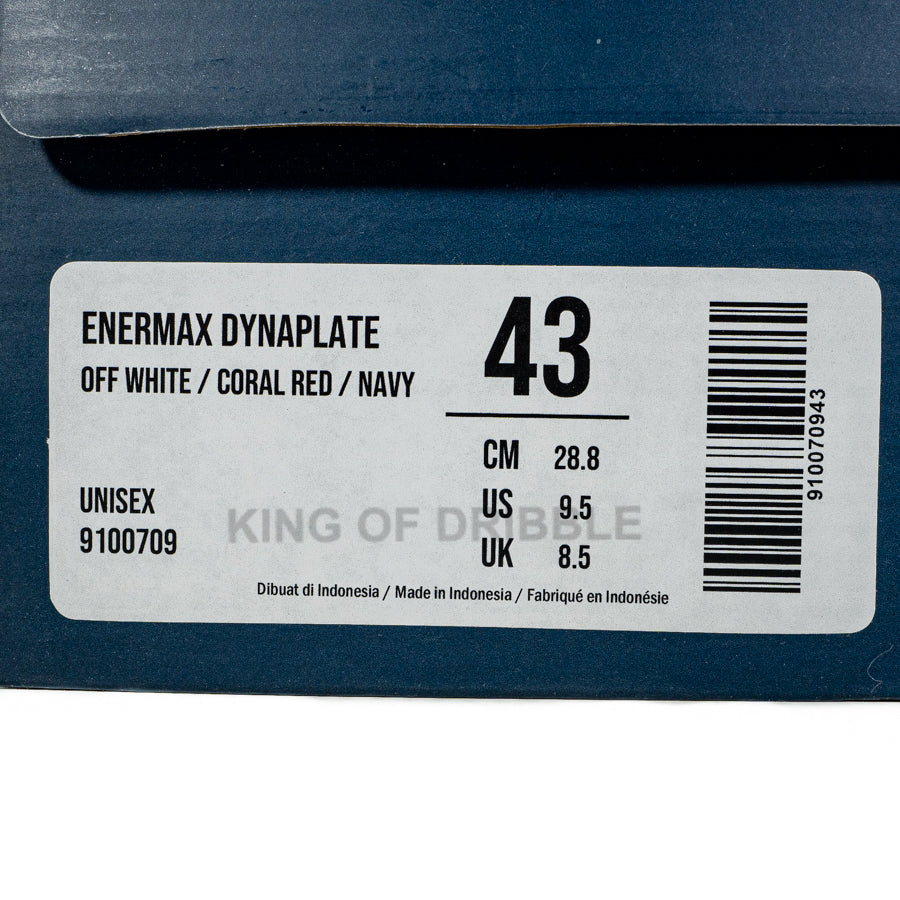 ENERMAX DYNAPLATE
OFF WHITE / CORAL RED / NAVY
43
CM 28.8
US 9.5
UK 8.5
UNISEX
9100709
KING OF DRIBBLE
Dibuat di Indonesia / Made in Indonesia / Fabriqué en Indonésie
910070943